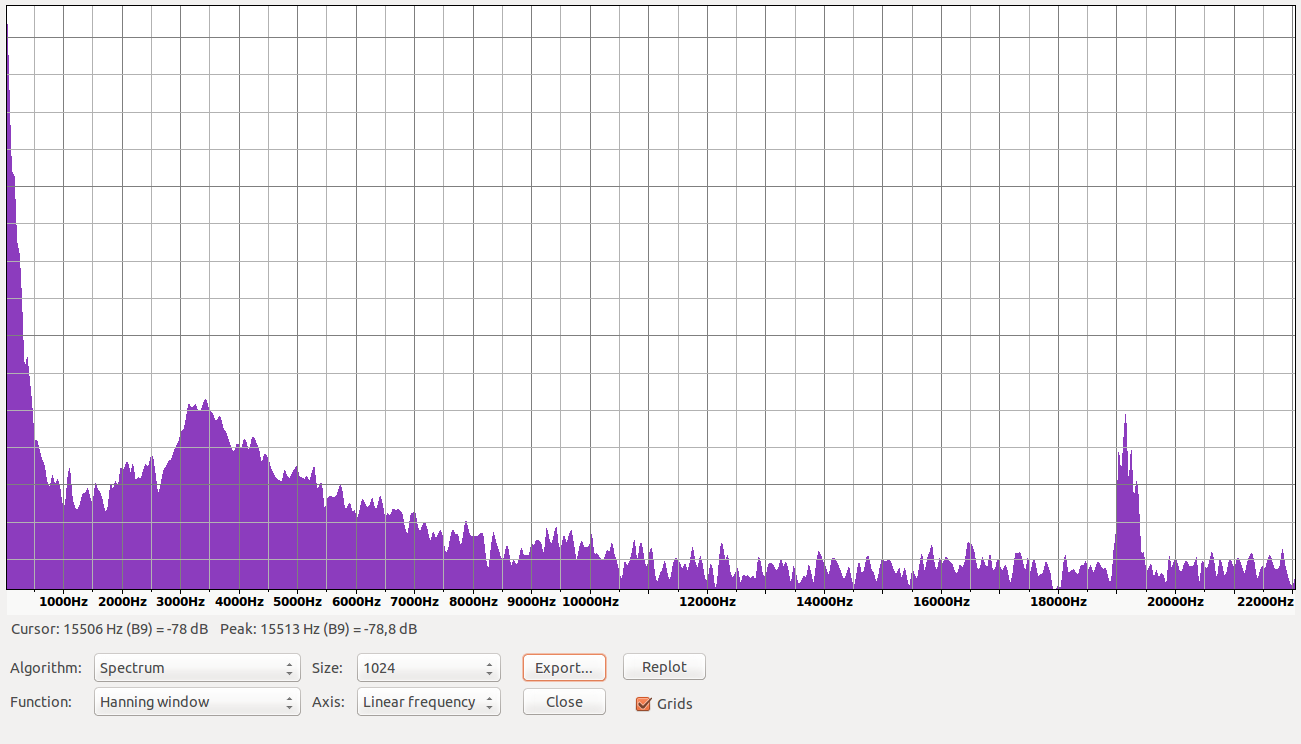 1000Hz 2000Hz 3000Hz 4000Hz 5000Hz 6000Hz 7000Hz 8000Hz 9000Hz 10000Hz 12000Hz 14000Hz 16000Hz 18000Hz 20000Hz 22000Hz
Cursor: 15506 Hz (B9) = -78 dB Peak: 15513 Hz (B9) = -78,8 dB
Algorithm: Spectrum Size: 1024 Export... Replot
Function: Hanning window Axis: Linear frequency Close Grids